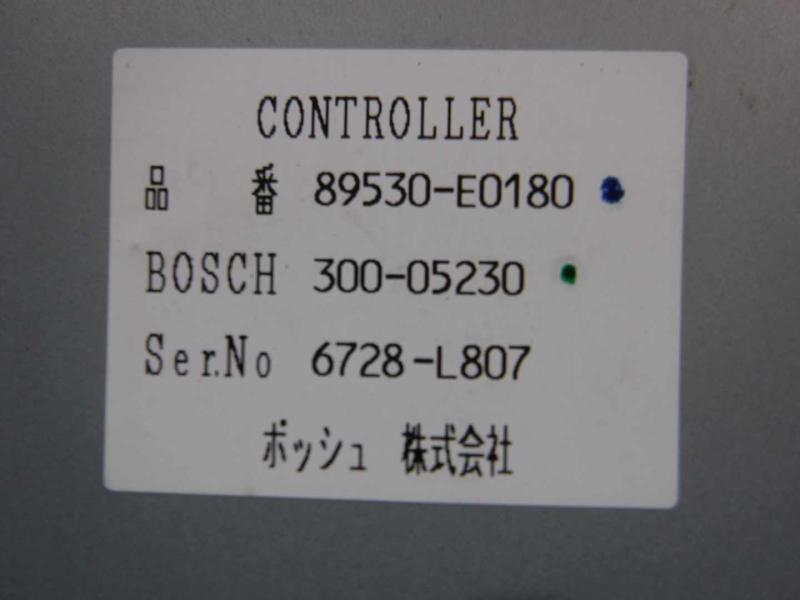 CONTROLLER
品 番 89530-E0180
BOSCH 300-05230
Ser.No 6728-L807
ボッシュ 株式会社